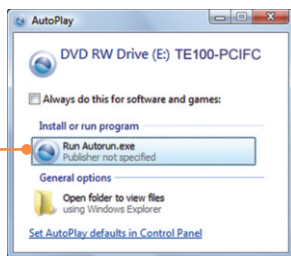 AutoPlay
DVD RW Drive (E:) TE100-PCIFC
Always do this for software and games:
Install or run program
Run Autorun.exe
Publisher not specified
General options
Open folder to view files
using Windows Explorer
Set AutoPlay defaults in Control Panel